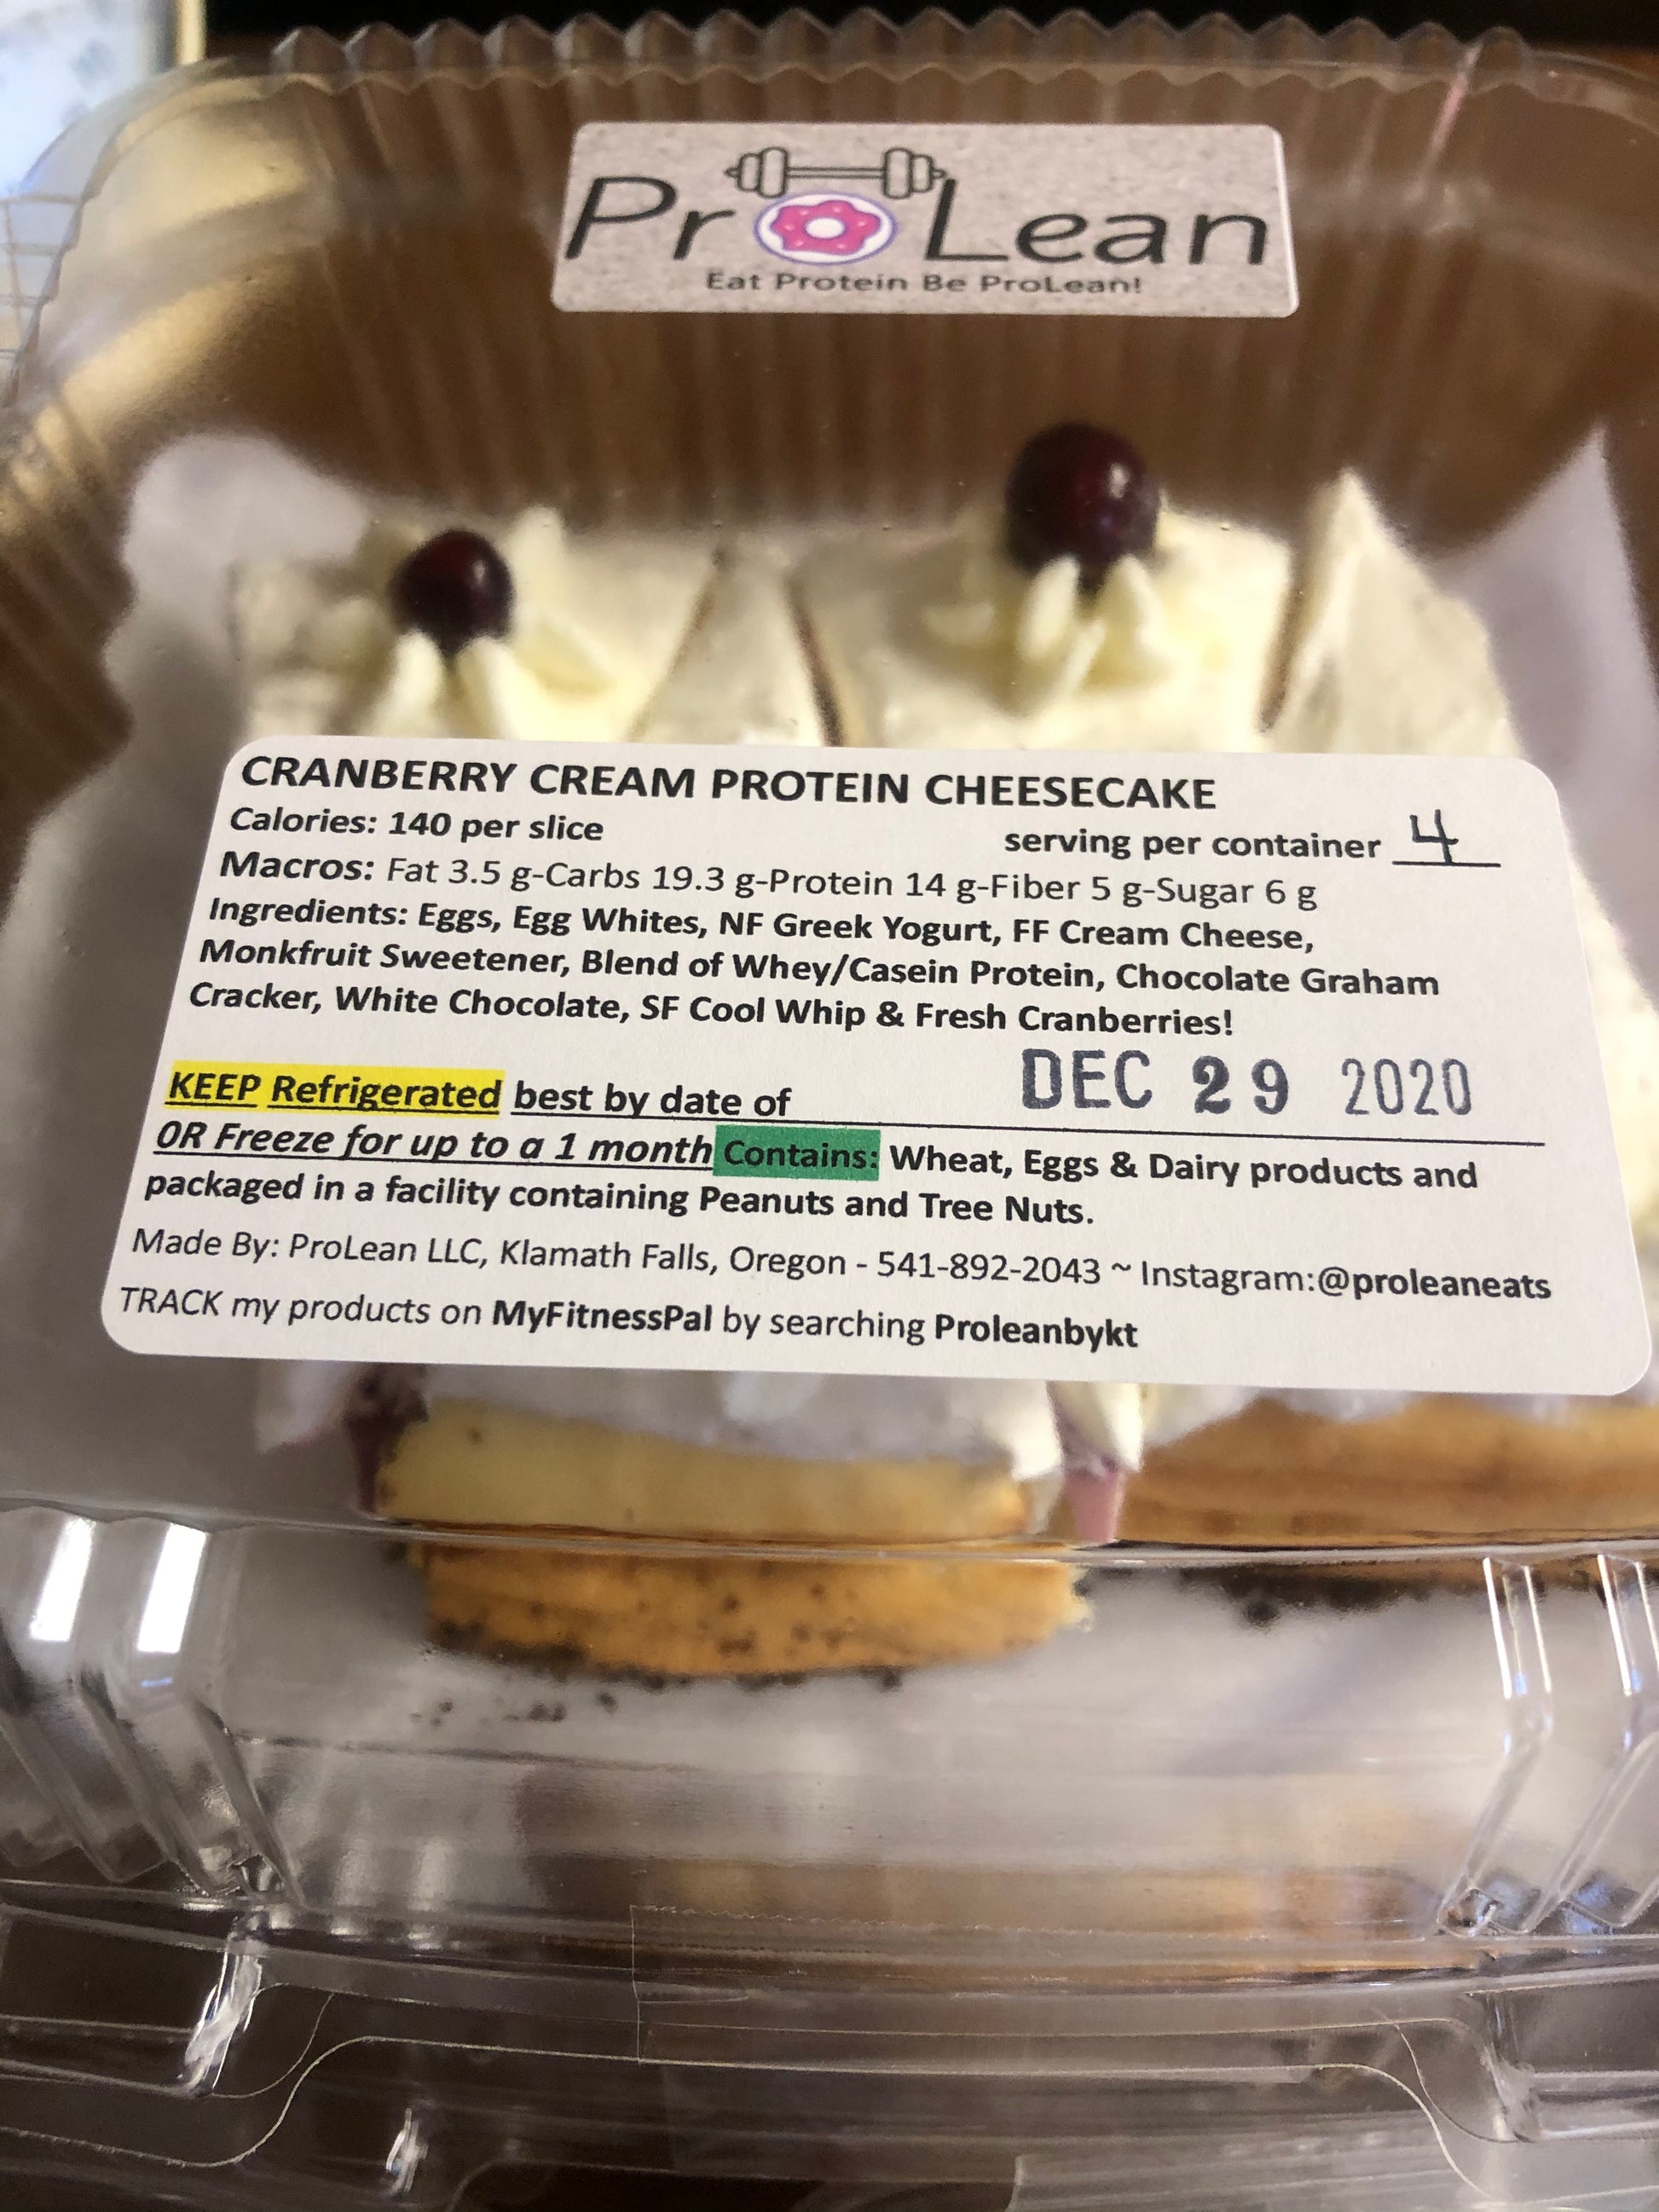 ProLean
Eat Protein Be ProLean!
CRANBERRY CREAM PROTEIN CHEESECAKE
Calories: 140 per slice serving per container 4
Macros: Fat 3.5 g-Carbs 19.3 g-Protein 14 g-Fiber 5 g-Sugar 6 g
Ingredients: Eggs, Egg Whites, NF Greek Yogurt, FF Cream Cheese,
Monkfruit Sweetener, Blend of Whey/Casein Protein, Chocolate Graham
Cracker, White Chocolate, SF Cool Whip & Fresh Cranberries!
KEEP Refrigerated best by date of DEC 29 2020
OR Freeze for up to a 1 month Contains: Wheat, Eggs & Dairy products and
packaged in a facility containing Peanuts and Tree Nuts.
Made By: ProLean LLC, Klamath Falls, Oregon - 541-892-2043 ~ Instagram:@proleaneats
TRACK my products on MyFitnessPal by searching Proleanbykt